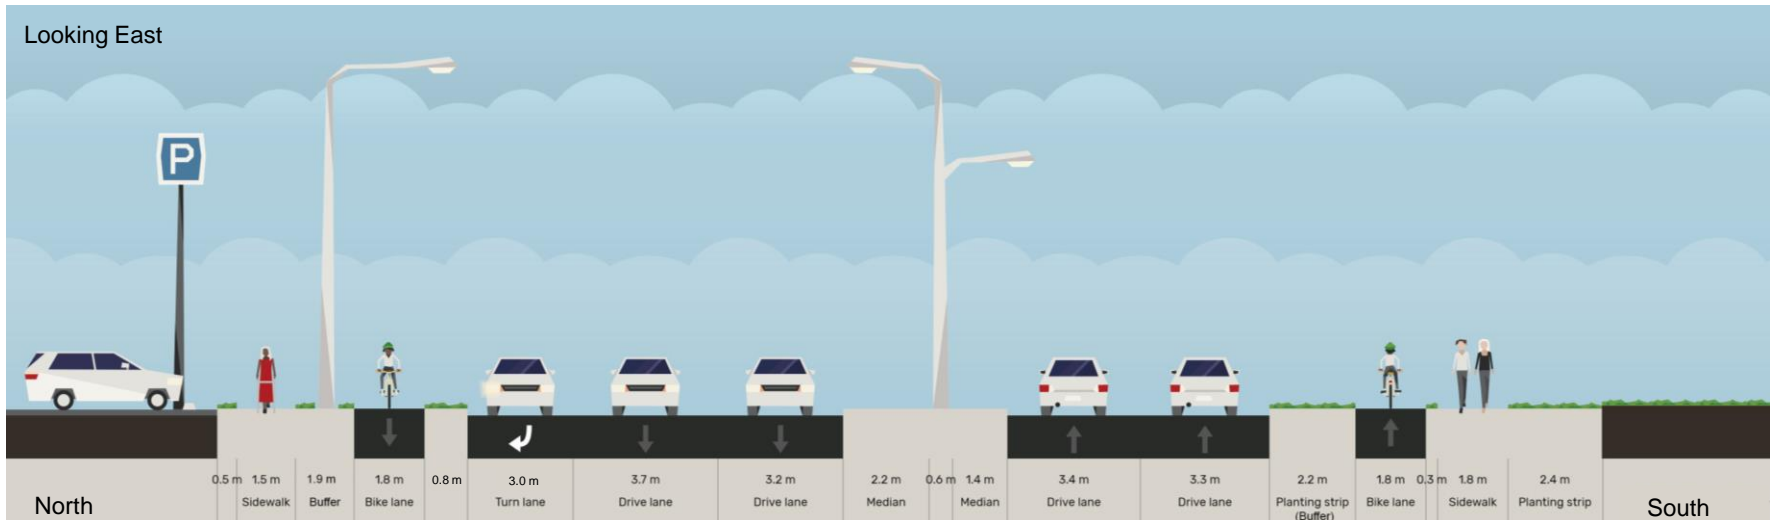 Looking East
P
0.5 m 1.5 m 1.9 m 1.8 m 0.8 m 3.0 m 3.7 m 3.2 m 2.2 m 0.6 m 1.4 m 3.4 m 3.3 m 2.2 m 1.8 m 0.3 m 1.8 m 2.4 m
Sidewalk Buffer Bike lane Turn lane Drive lane Drive lane Median Median Drive lane Drive lane Planting strip Bike lane Sidewalk Planting strip
(Buffer)
North South